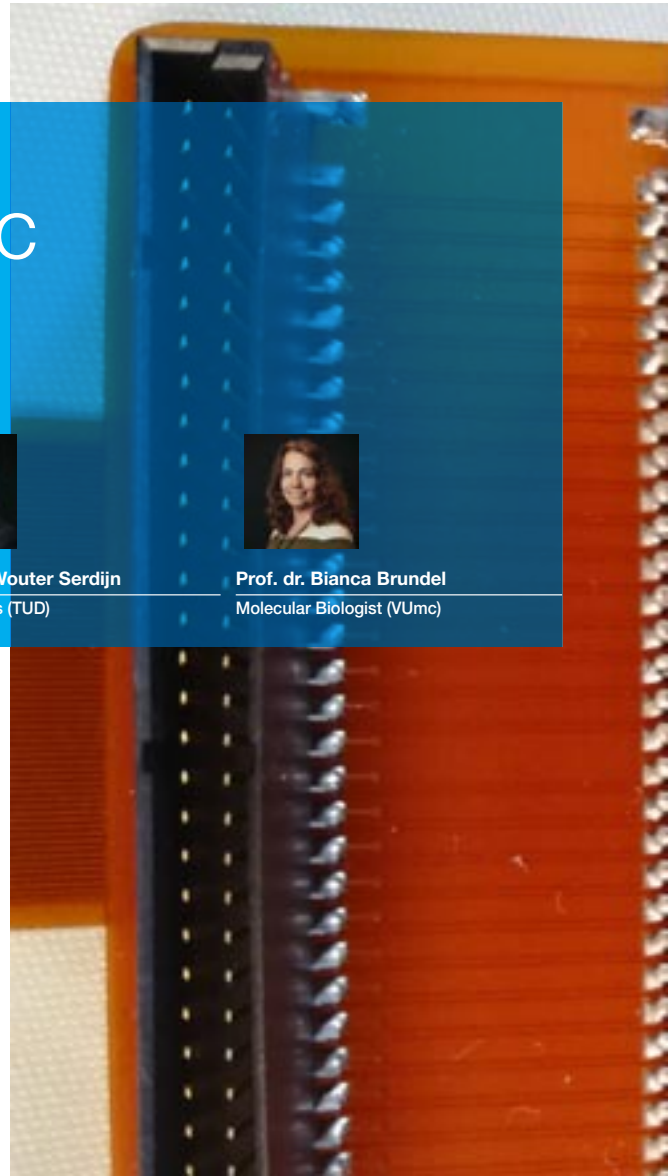 C
Wouter Serdijn
s (TUD)
Prof. dr. Bianca Brundel
Molecular Biologist (VUmc)